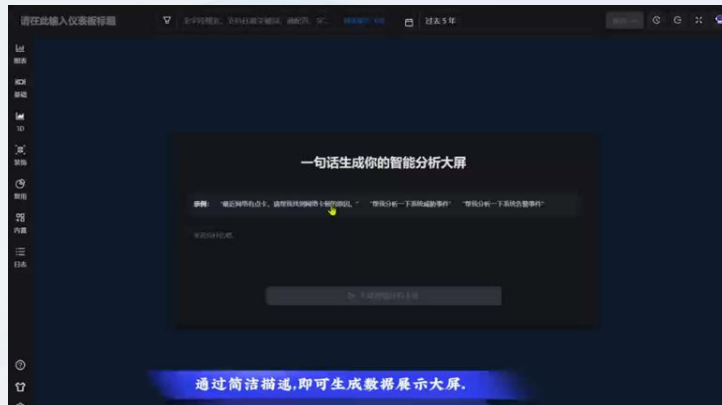 请在此输入仪表板标题
过去5年
图表
基础
3D
装饰
内置
日志
一句话生成你的智能分析大屏
示例: "最近网络有点卡, 请帮我找到网络卡顿的原因。" "帮我分析一下系统威胁事件" "帮我分析一下系统告警事件"
通过简洁描述,即可生成数据展示大屏.